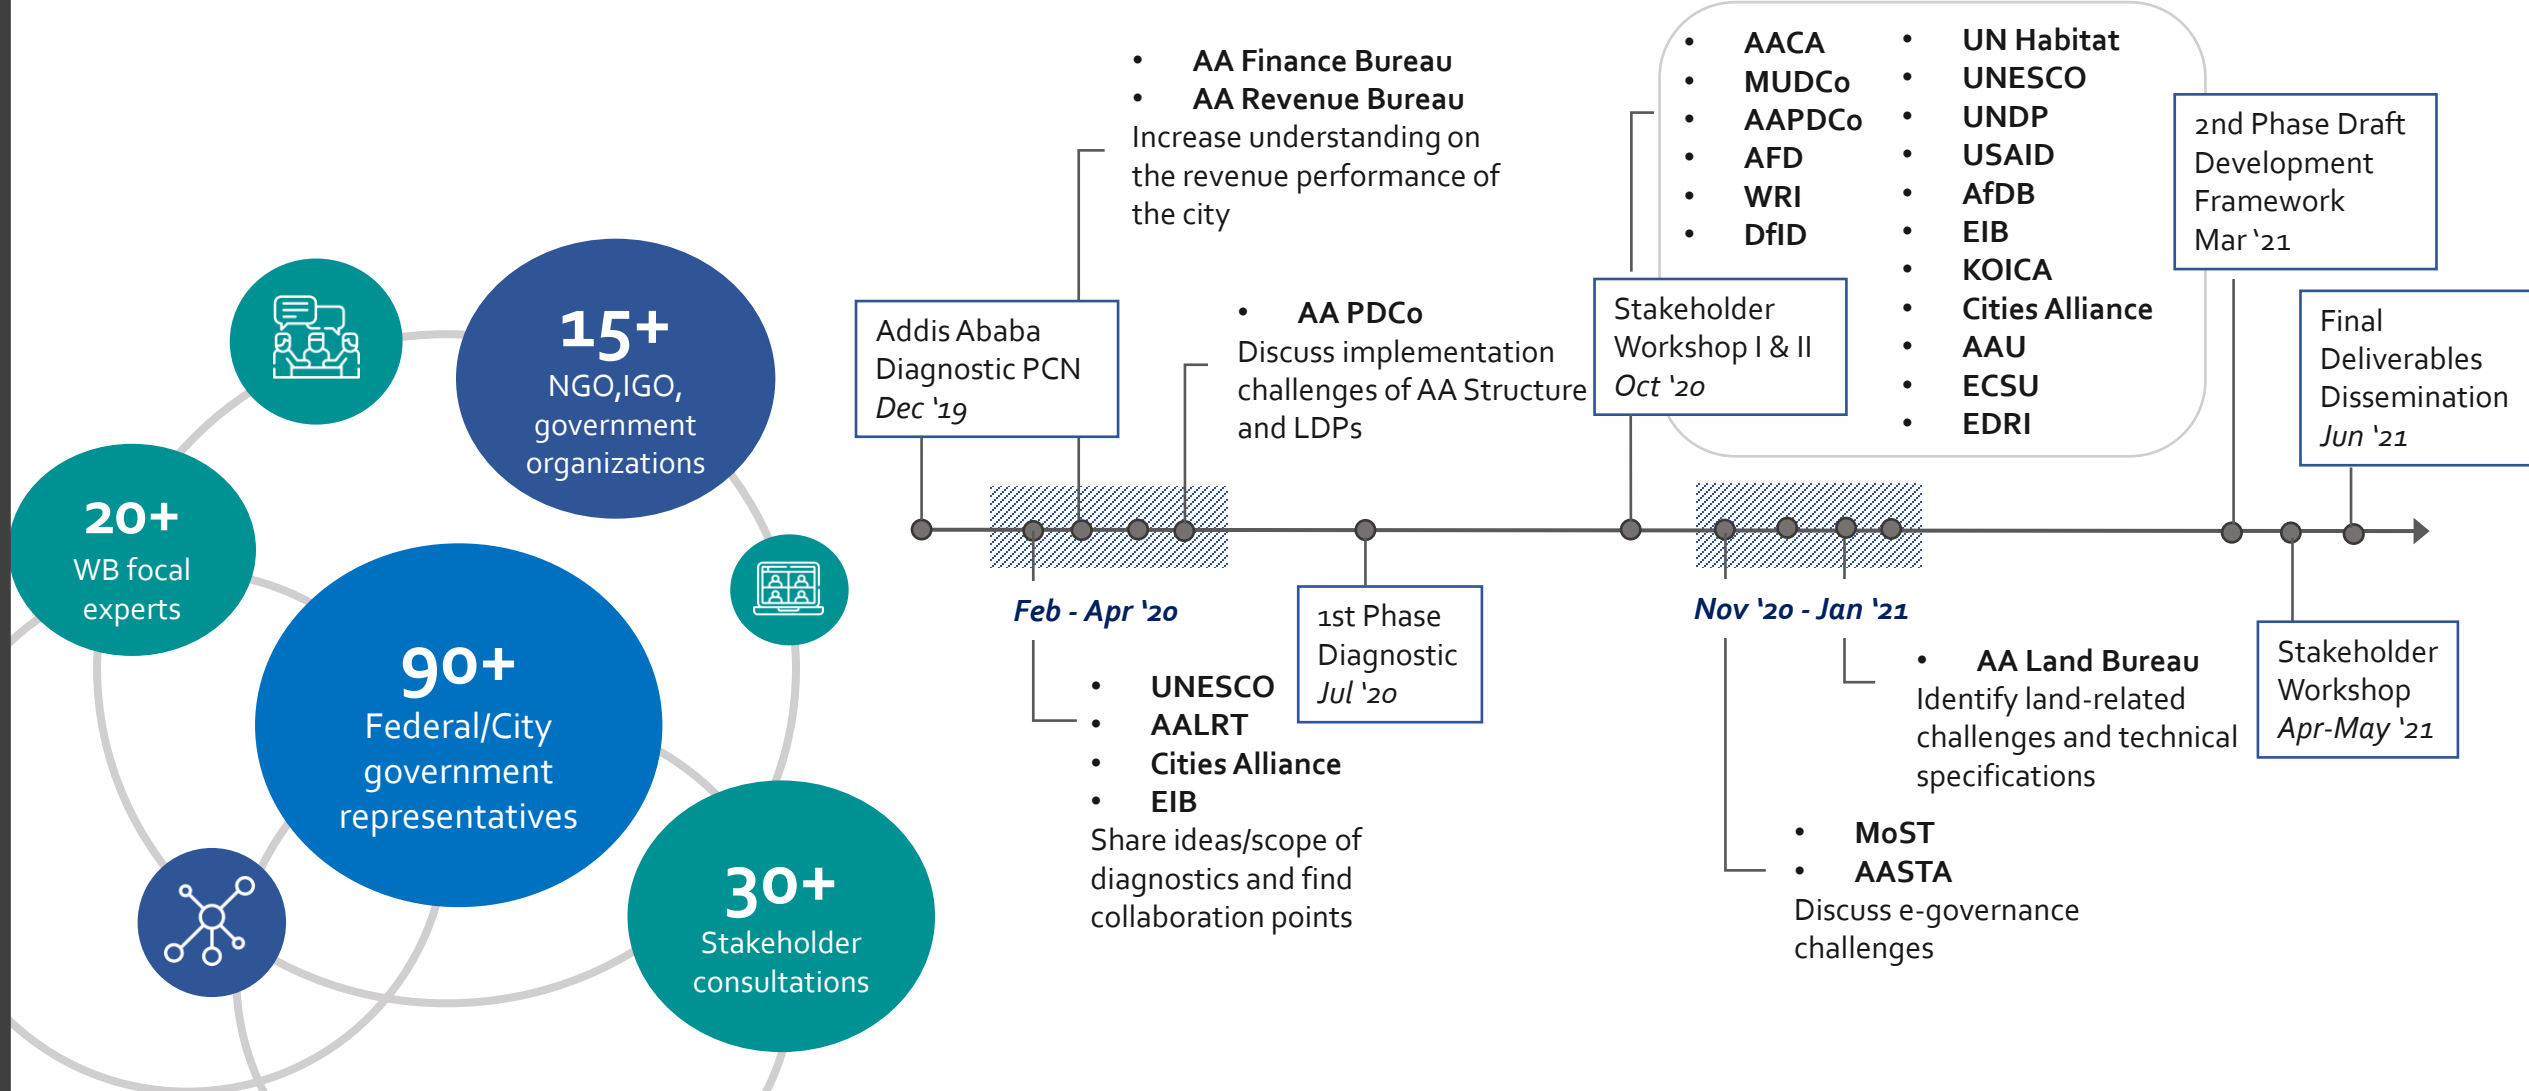 15+
NGO,IGO,
government
organizations
20+
WB focal
experts
90+
Federal/City
government
representatives
30+
Stakeholder
consultations
• AA Finance Bureau
• AA Revenue Bureau
Increase understanding on
the revenue performance of
the city
Addis Ababa
Diagnostic PCN
Dec ‘19
• AA PDCo
Discuss implementation
challenges of AA Structure
and LDPs
• AACA
• MUDCo
• AAPDCo
• AFD
• WRI
• DfID
• UN Habitat
• UNESCO
• UNDP
• USAID
• AfDB
• EIB
• KOICA
• Cities Alliance
• AAU
• ECSU
• EDRI
Stakeholder
Workshop I & II
Oct ‘20
2nd Phase Draft
Development
Framework
Mar ‘21
Final
Deliverables
Dissemination
Jun ‘21
Feb - Apr ‘20
• UNESCO
• AALRT
• Cities Alliance
• EIB
Share ideas/scope of
diagnostics and find
collaboration points
1st Phase
Diagnostic
Jul ‘20
Nov ‘20 - Jan ‘21
• AA Land Bureau
Identify land-related
challenges and technical
specifications
• MoST
• AASTA
Discuss e-governance
challenges
Stakeholder
Workshop
Apr-May ‘21